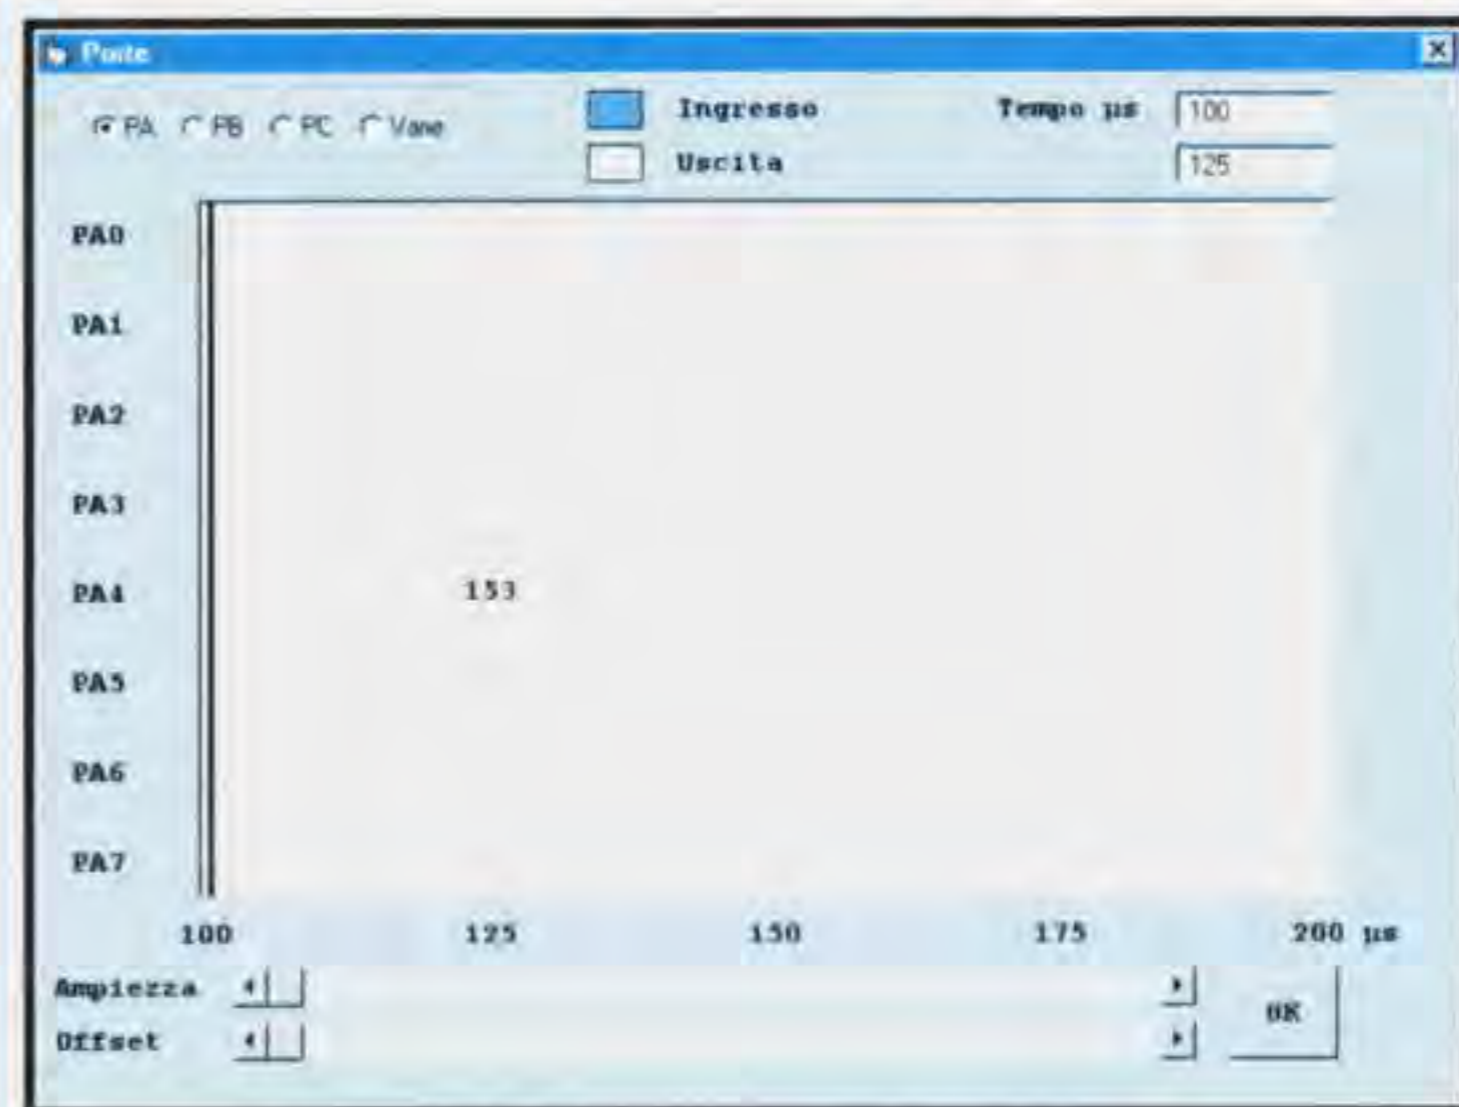 Porte
PA PB PC Varie
Ingresso
Tempo µs 100
Uscita
125
PA0
PA1
PA2
PA3
PA4
153
PA5
PA6
PA7
100 125 150 175 200 µs
Ampiezza
Offset
OK